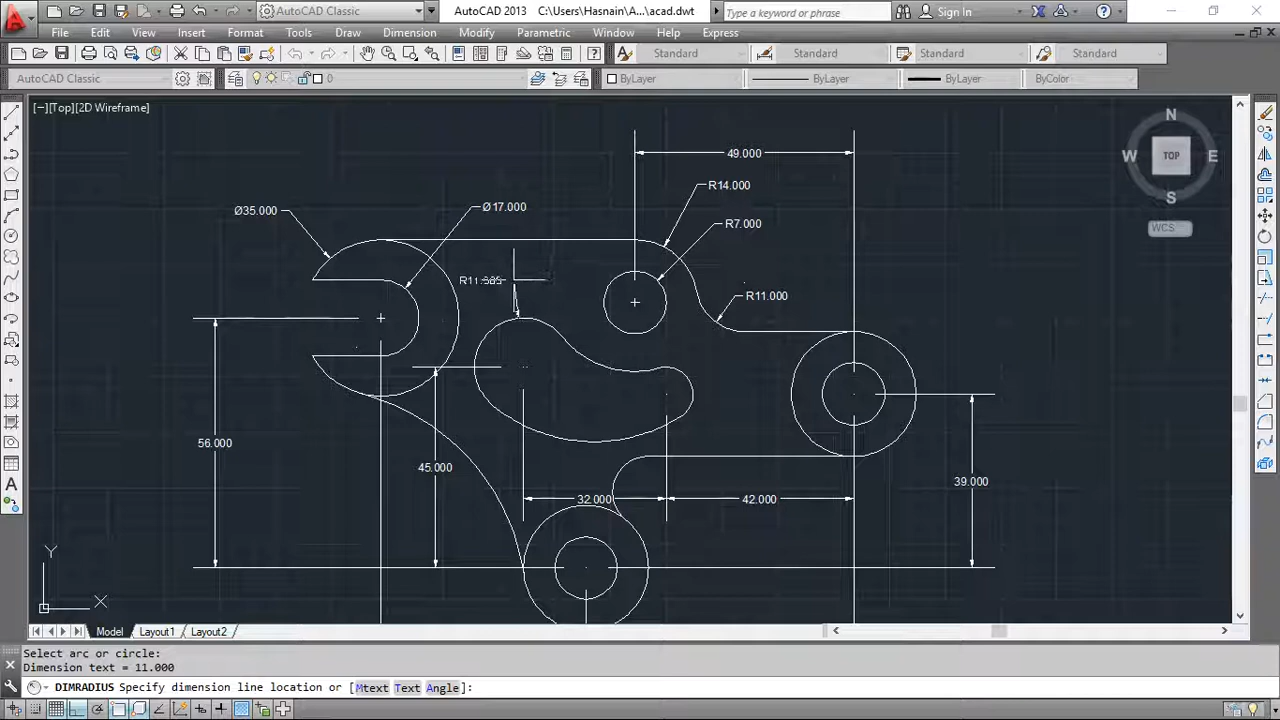 AutoCAD Classic
AutoCAD 2013 C:\Users\Hasnain\A...\acad.dwt
Type a keyword or phrase
Sign In
File Edit View Insert Format Tools Draw Dimension Modify Parametric Window Help Express
Standard Standard Standard Standard
AutoCAD Classic 0 ByLayer ByLayer ByLayer ByColor
[−][Top][2D Wireframe]
N
W TOP E
S
WCS
49.000
R14.000
Ø35.000 Ø17.000
R7.000
R11.000
56.000
45.000
39.000
32.000 42.000
Y
X
Model Layout1 Layout2
Select arc or circle:
Dimension text = 11.000
DIMRADIUS Specify dimension line location or [Mtext Text Angle]: